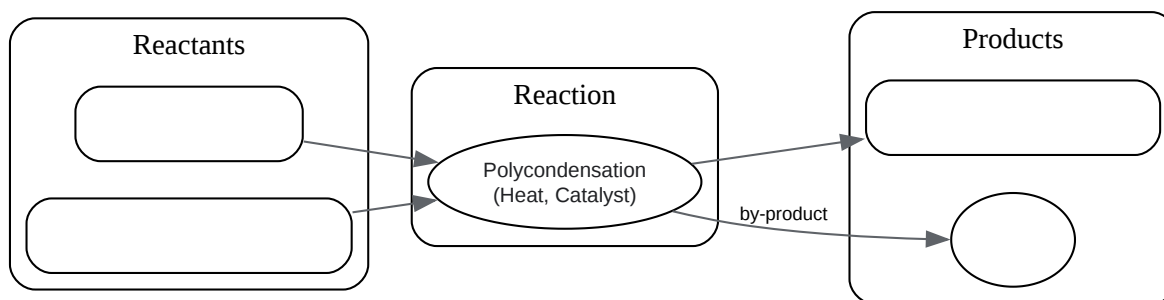 Reactants
Reaction
Polycondensation
(Heat, Catalyst)
by-product
Products